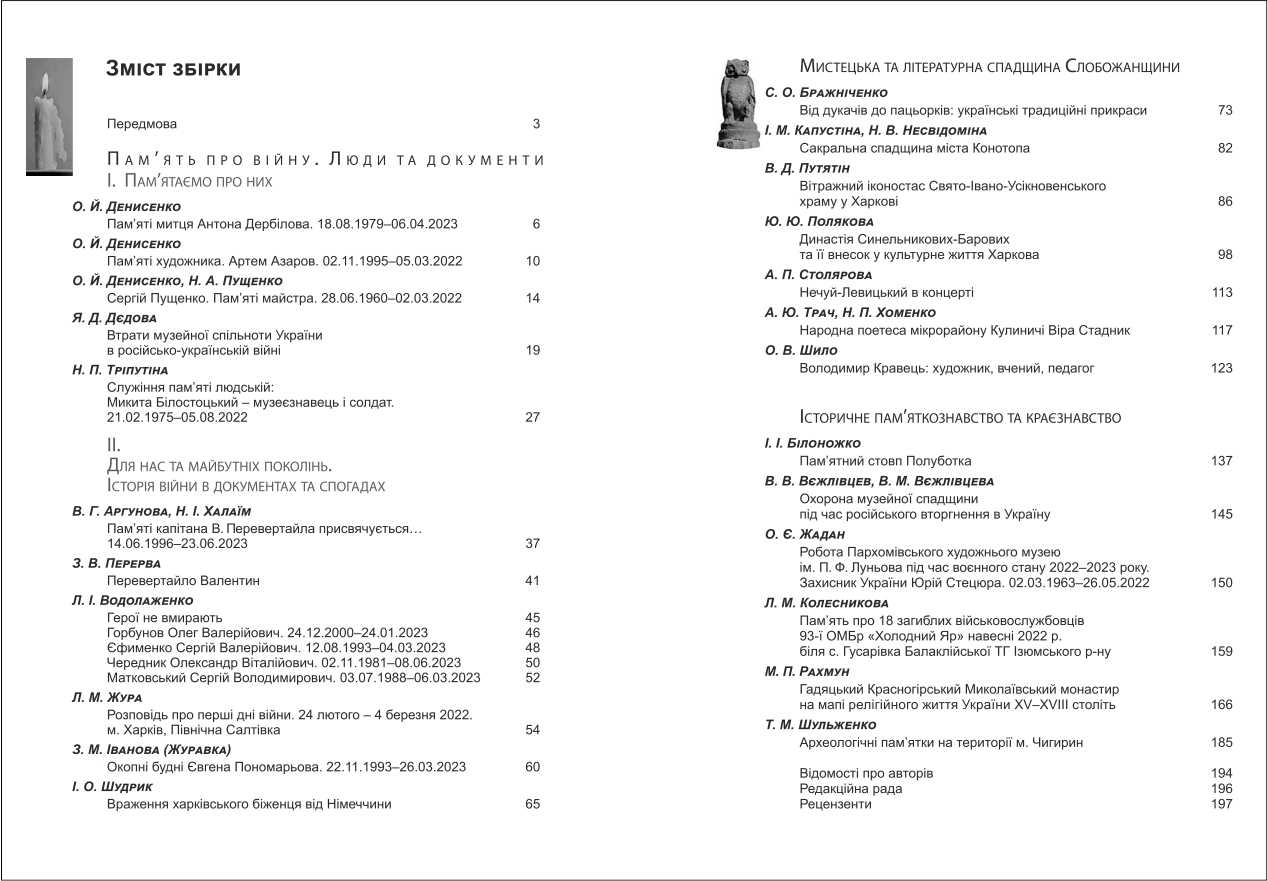 Зміст збірки
Передмова 3
Пам’ять про війну. Люди та документи
І. Пам’ятаємо про них
О. Й. Денисенко
Пам’яті митця Антона Дербілова. 18.08.1979–06.04.2023 6
О. Й. Денисенко
Пам’яті художника. Артем Азаров. 02.11.1995–05.03.2022 10
О. Й. Денисенко, Н. А. Пущенко
Сергій Пущенко. Пам’яті майстра. 28.06.1960–02.03.2022 14
Я. Д. Дєдова
Втрати музейної спільноти України
в російсько-українській війні 19
Н. П. Тріпутіна
Служіння пам’яті людській:
Микита Білостоцький – музеєзнавець і солдат.
21.02.1975–05.08.2022 27
ІІ.
Для нас та майбутніх поколінь.
Історія війни в документах та спогадах
В. Г. Аргунова, Н. І. Халаїм
Пам’яті капітана В. Перевертайла присвячується…
14.06.1996–23.06.2023 37
З. В. Перерва
Перевертайло Валентин 41
Л. І. Водолаженко
Герої не вмирають 45
Горбунов Олег Валерійович. 24.12.2000–24.01.2023 46
Єфименко Сергій Валерійович. 12.08.1993–04.03.2023 48
Чередник Олександр Віталійович. 02.11.1981–08.06.2023 50
Матковський Сергій Володимирович. 03.07.1988–06.03.2023 52
Л. М. Жура
Розповідь про перші дні війни. 24 лютого – 4 березня 2022.
м. Харків, Північна Салтівка 54
З. М. Іванова (Журавка)
Окопні будні Євгена Пономарьова. 22.11.1993–26.03.2023 60
І. О. Шудрик
Враження харківського біженця від Німеччини 65
Мистецька та літературна спадщина Слобожанщини
С. О. Бражніченко
Від дукачів до пацьорків: українські традиційні прикраси 73
І. М. Капустіна, Н. В. Несвідоміна
Сакральна спадщина міста Конотопа 82
В. Д. Путятін
Вітражний іконостас Свято-Івано-Усікновенського
храму у Харкові 86
Ю. Ю. Полякова
Династія Синельникових-Барових
та її внесок у культурне життя Харкова 98
А. П. Столярова
Нечуй-Левицький в концерті 113
А. Ю. Трач, Н. П. Хоменко
Народна поетеса мікрорайону Кулиничі Віра Стадник 117
О. В. Шило
Володимир Кравець: художник, вчений, педагог 123
Історичне пам’яткознавство та краєзнавство
І. І. Білоножко
Пам’ятний стовп Полуботка 137
В. В. Вєжлівцев, В. М. Вєжлівцева
Охорона музейної спадщини
під час російського вторгнення в Україну 145
О. Є. Жадан
Робота Пархомівського художнього музею
ім. П. Ф. Луньова під час воєнного стану 2022–2023 року.
Захисник України Юрій Стецюра. 02.03.1963–26.05.2022 150
Л. М. Колесникова
Пам’ять про 18 загиблих військовослужбовців
93-ї ОМБр «Холодний Яр» навесні 2022 р.
біля с. Гусарівка Балаклійської ТГ Ізюмського р-ну 159
М. П. Рахмун
Гадяцький Красногірський Миколаївський монастир
на мапі релігійного життя України XV–XVIII століть 166
Т. М. Шульженко
Археологічні пам’ятки на території м. Чигирин 185
Відомості про авторів 194
Редакційна рада 196
Рецензенти 197